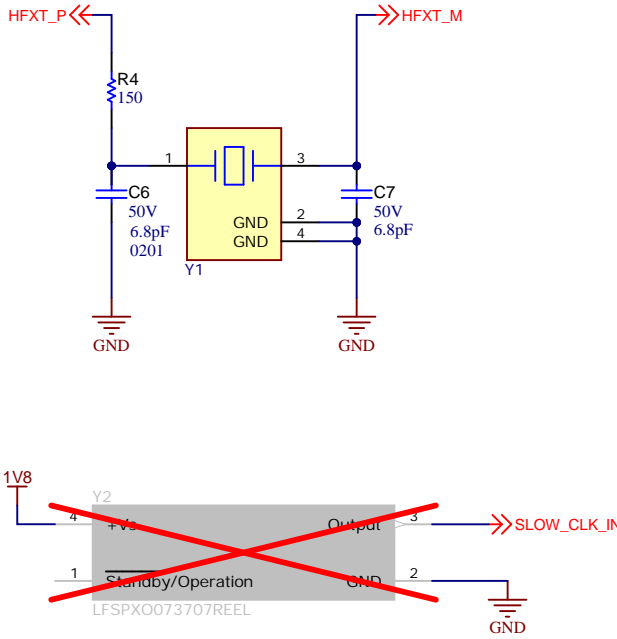 HFXT_P HFXT_M
R4
150
1 3
C6 C7
50V 50V
6.8pF 6.8pF
0201
GND 2
GND 4
Y1
GND GND
1V8
Y2
4 +Vs Output 3 SLOW_CLK_IN
1 Standby/Operation GND 2
LFSPXO073707REEL
GND